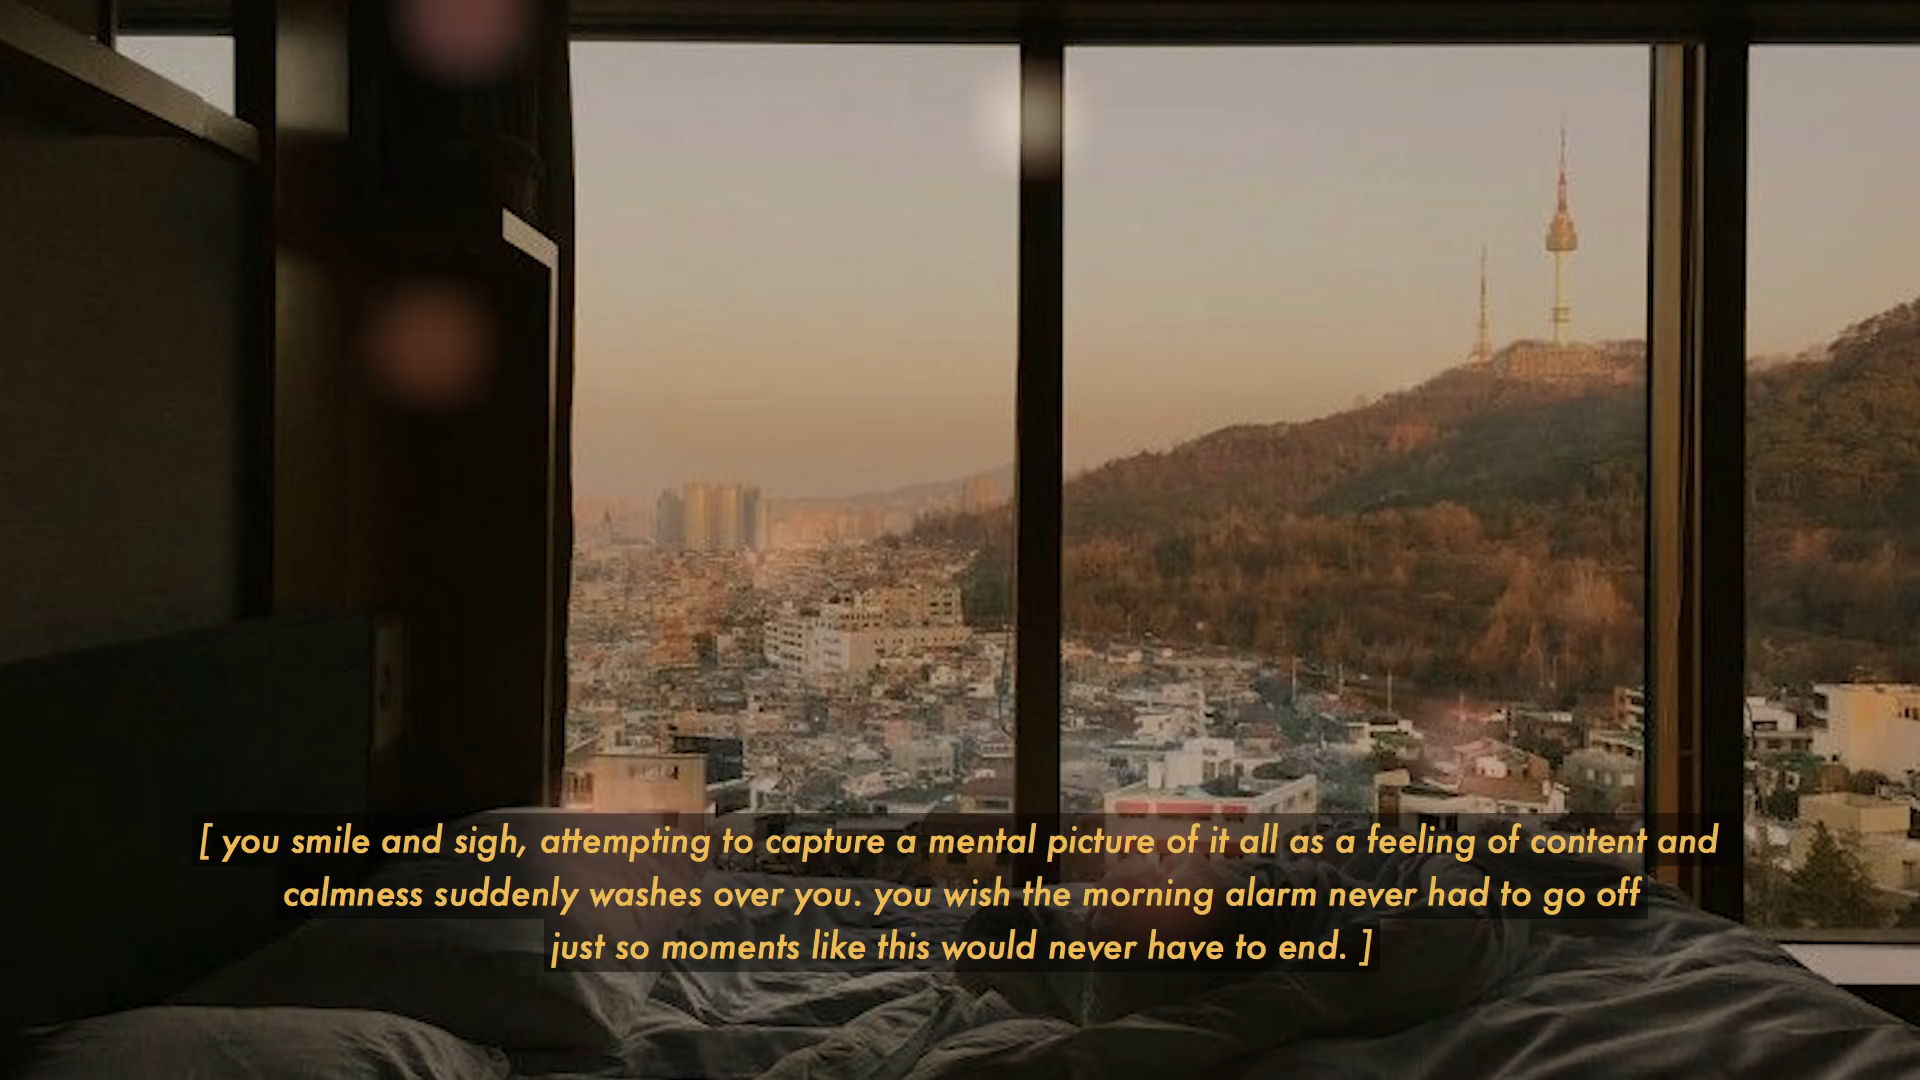 [ you smile and sigh, attempting to capture a mental picture of it all as a feeling of content and
calmness suddenly washes over you. you wish the morning alarm never had to go off
just so moments like this would never have to end. ]